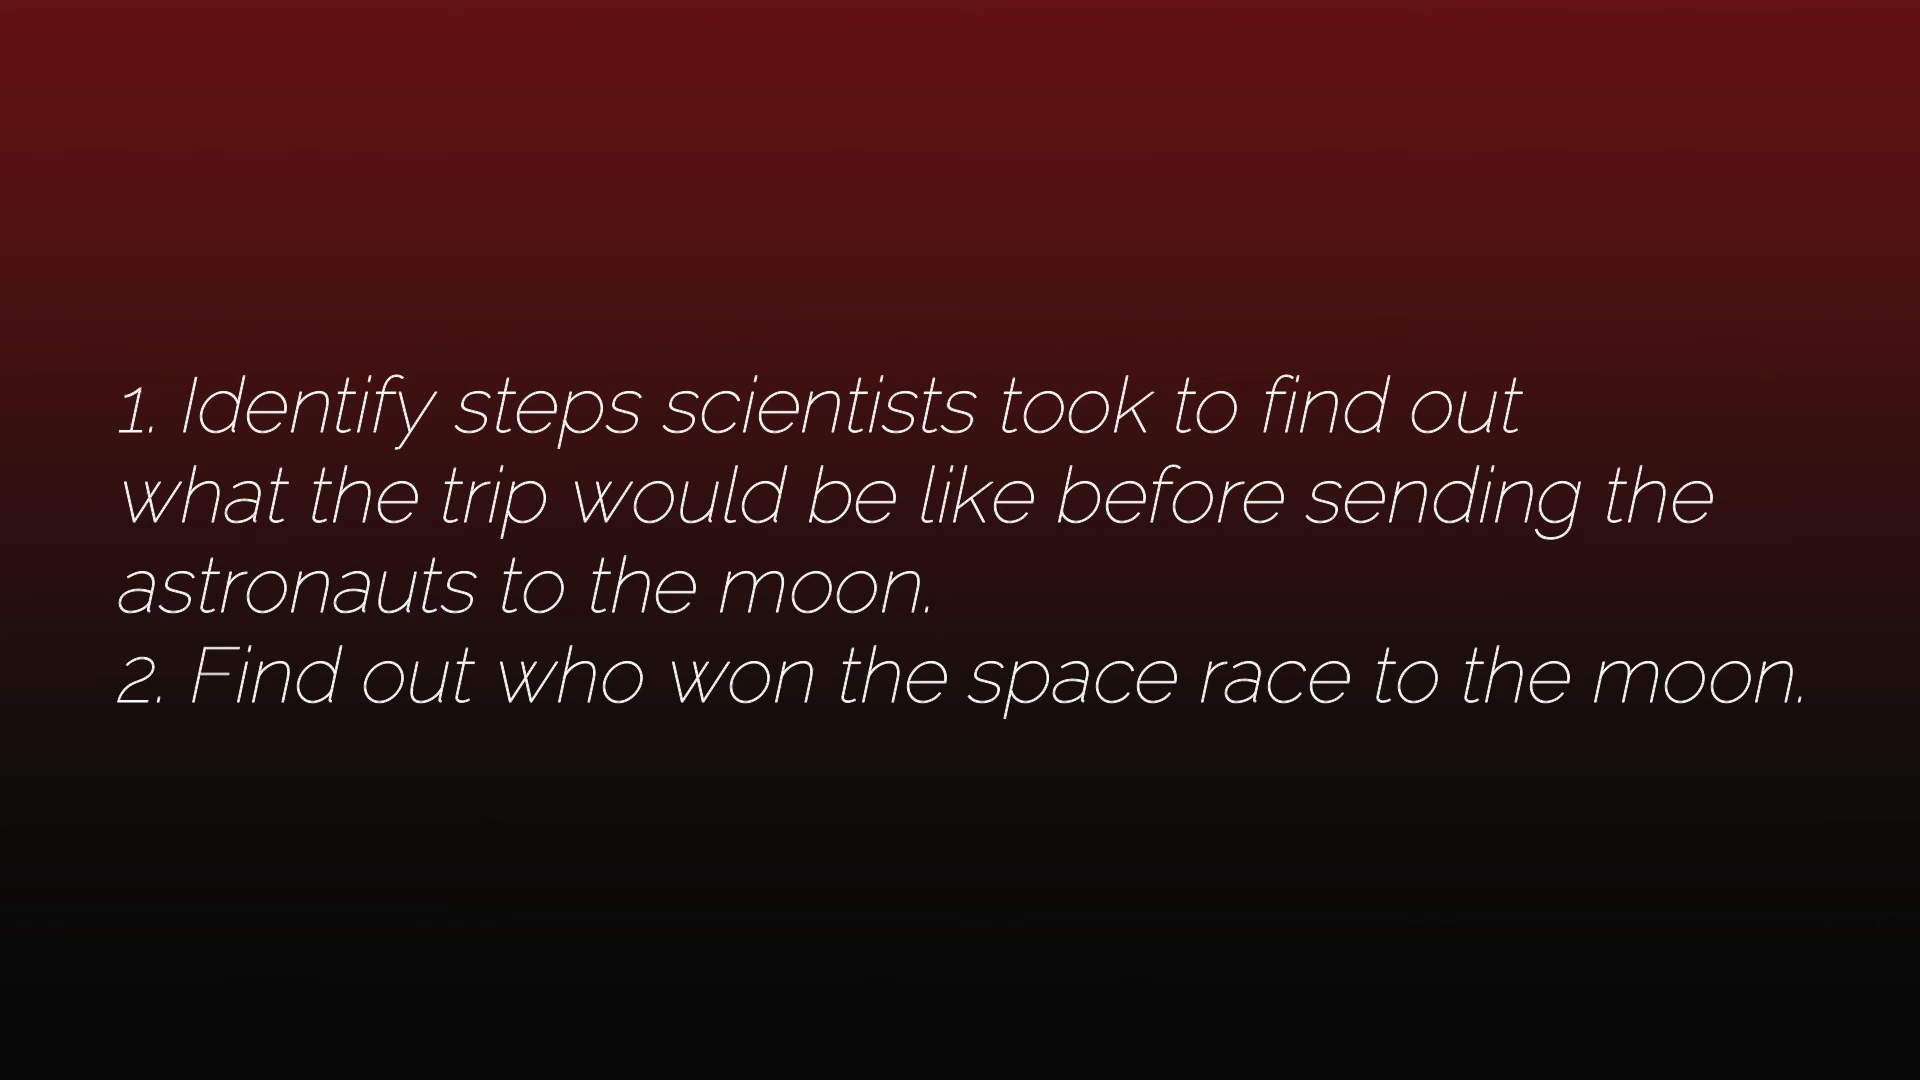 1. Identify steps scientists took to find out
what the trip would be like before sending the
astronauts to the moon.
2. Find out who won the space race to the moon.